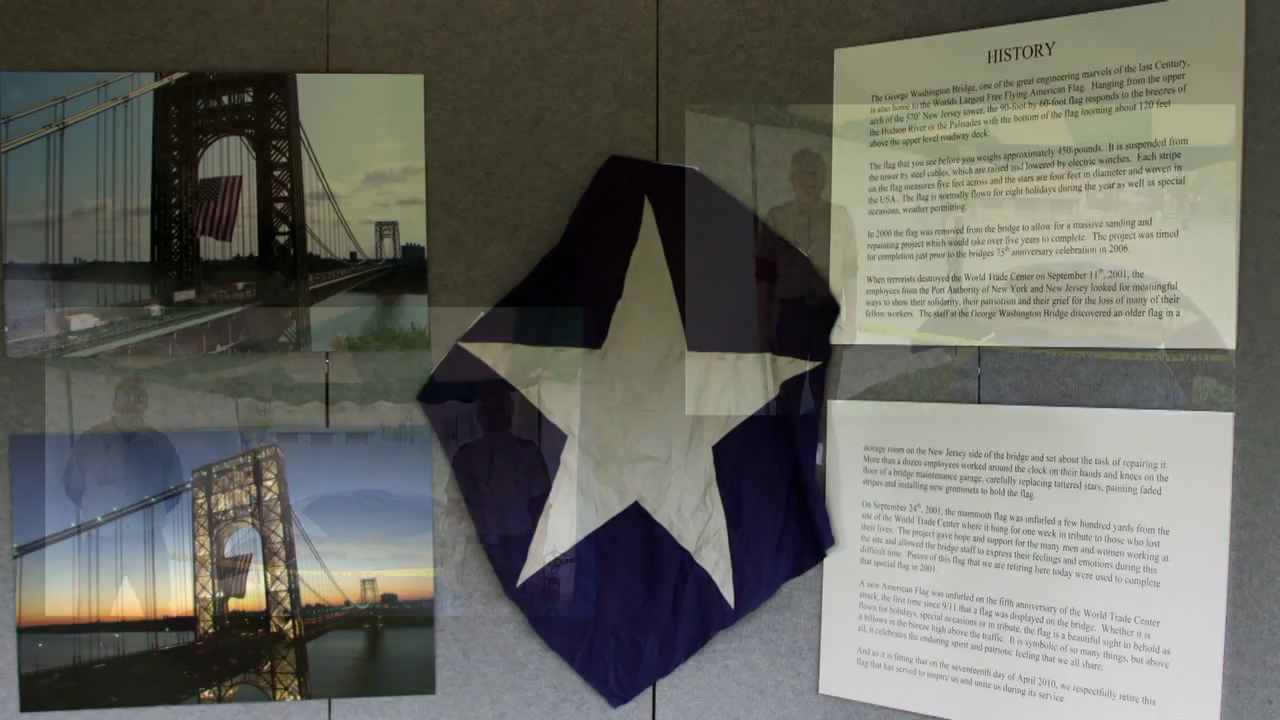 HISTORY
The George Washington Bridge, one of the great engineering marvels of the last Century,
is also home to the Worlds Largest Free Flying American Flag. Hanging from the upper
arch of the 570' New Jersey tower, the 90-foot by 60-foot flag responds to the breezes of
the Hudson River or the Palisades with the bottom of the flag looming about 120 feet
above the upper level roadway deck.
The flag that you see before you weighs approximately 450-pounds. It is suspended from
the tower by steel cables, which are raised and lowered by electric winches. Each stripe
on the flag measures five feet across and the stars are four feet in diameter and woven in
the USA. The flag is normally flown for eight holidays during the year as well as special
occasions, weather permitting.
In 2000 the flag was removed from the bridge to allow for a massive sanding and
repainting project which would take over five years to complete. The project was timed
for completion just prior to the bridges 75th anniversary celebration in 2006.
When terrorists destroyed the World Trade Center on September 11th, 2001, the
employees from the Port Authority of New York and New Jersey looked for meaningful
ways to show their solidarity, their patriotism and their grief for the loss of many of their
fellow workers. The staff at the George Washington Bridge discovered an older flag in a
storage room on the New Jersey side of the bridge and set about the task of repairing it.
More than a dozen employees worked around the clock on their hands and knees on the
floor of a bridge maintenance garage, carefully replacing tattered stars, painting faded
stripes and installing new grommets to hold the flag.
On September 24th, 2001, the mammoth flag was unfurled a few hundred yards from the
site of the World Trade Center where it hung for one week in tribute to those who lost
their lives. The project gave hope and support for the many men and women working at
the site and allowed the bridge staff to express their feelings and emotions during this
difficult time. Pieces of this flag that we are retiring here today were used to complete
that special flag in 2001.
A new American Flag was unfurled on the fifth anniversary of the World Trade Center
attack, the first time since 9/11 that a flag was displayed on the bridge. Whether it is
flown for holidays, special occasions or in tribute, the flag is a beautiful sight to behold as
it billows in the breeze high above the traffic. It is symbolic of so many things, but above
all, it celebrates the enduring spirit and patriotic feeling that we all share.
And so it is fitting that on the seventeenth day of April 2010, we respectfully retire this
flag that has served to inspire us and unite us during its service.